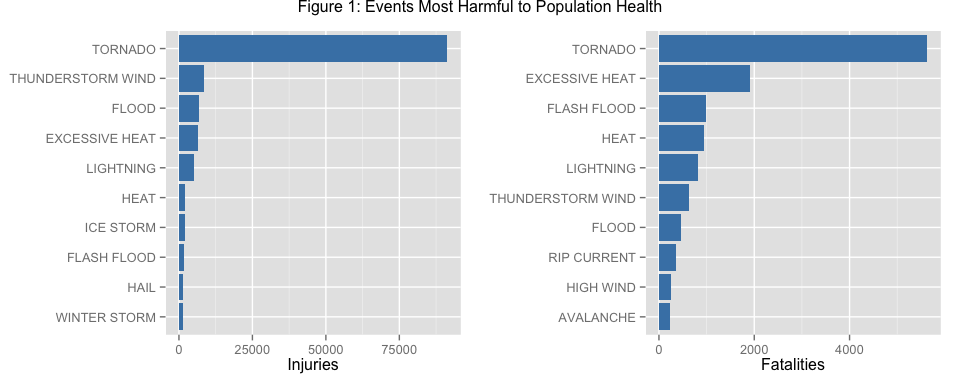 Figure 1: Events Most Harmful to Population Health
TORNADO
THUNDERSTORM WIND
FLOOD
EXCESSIVE HEAT
LIGHTNING
HEAT
ICE STORM
FLASH FLOOD
HAIL
WINTER STORM
0 25000 50000 75000
Injuries
TORNADO
EXCESSIVE HEAT
FLASH FLOOD
HEAT
LIGHTNING
THUNDERSTORM WIND
FLOOD
RIP CURRENT
HIGH WIND
AVALANCHE
0 2000 4000
Fatalities